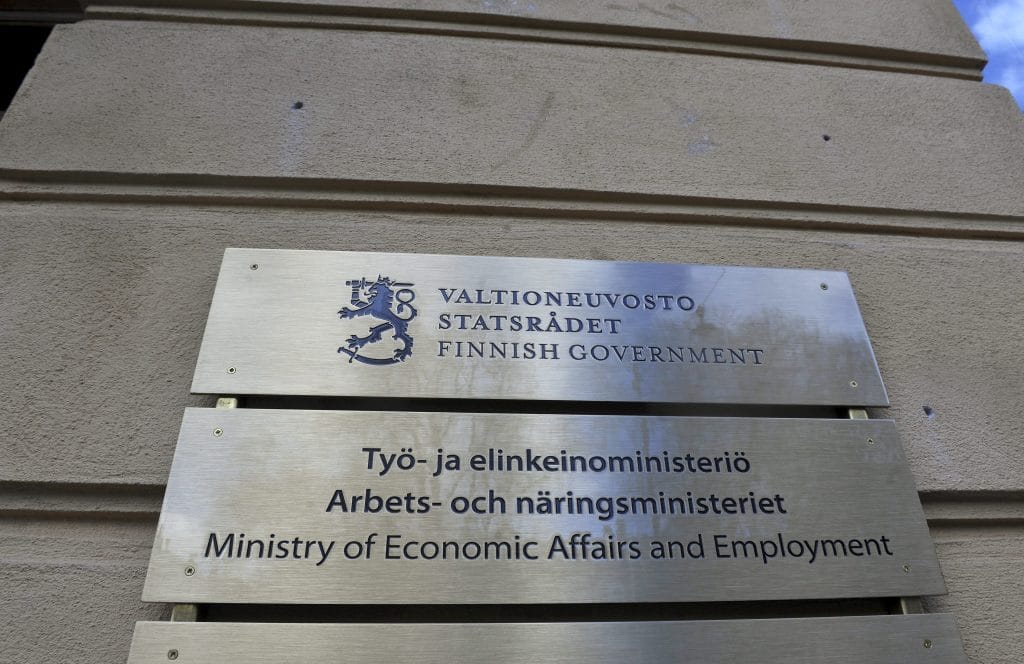 VALTIONEUVOSTO
STATSRÅDET
FINNISH GOVERNMENT
Työ- ja elinkeinoministeriö
Arbets- och näringsministeriet
Ministry of Economic Affairs and Employment